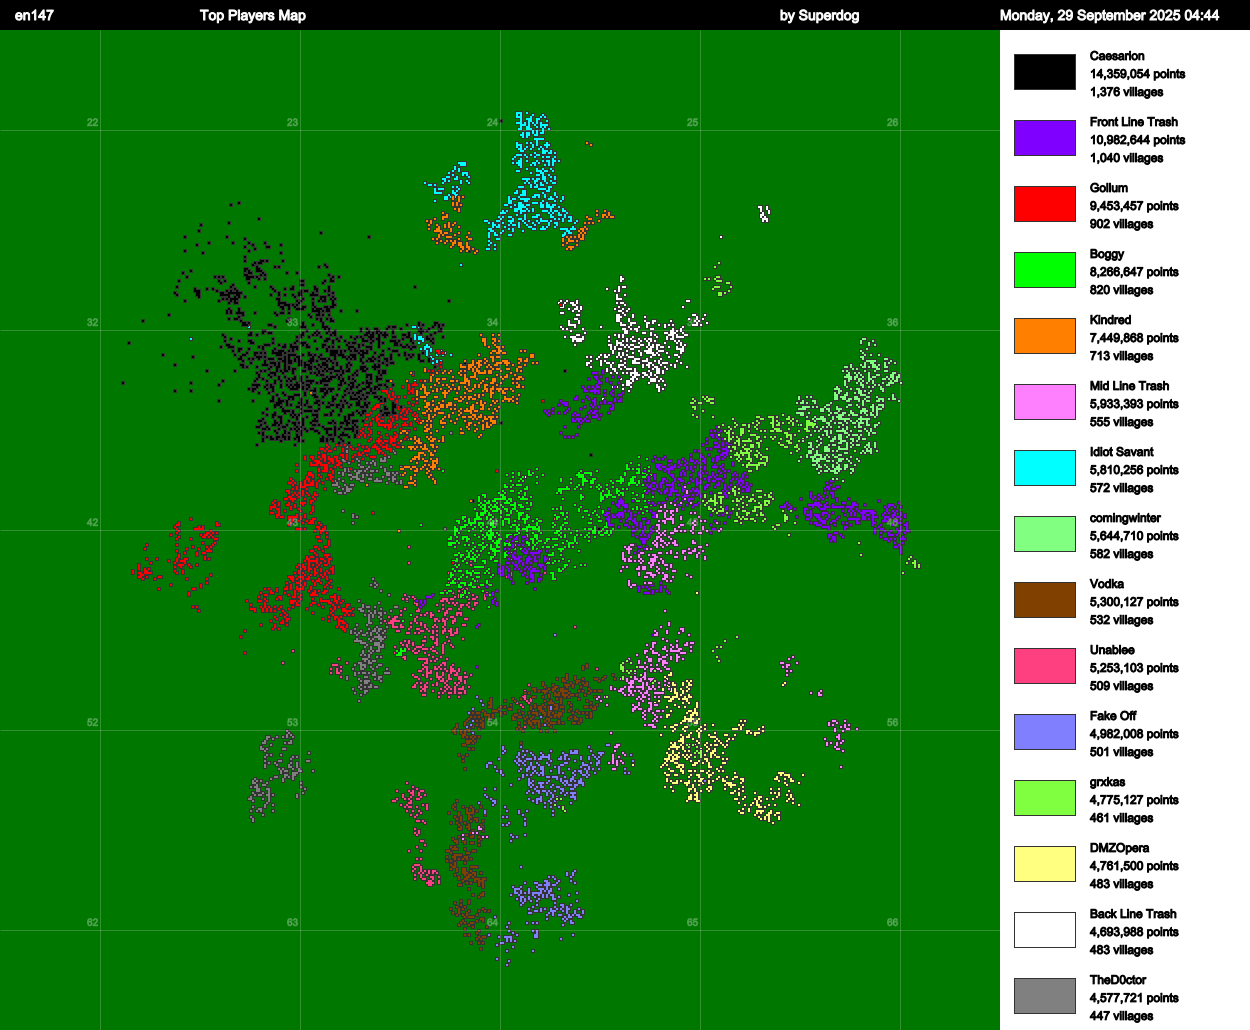 en147 Top Players Map by Superdog Monday, 29 September 2025 04:44
22 23 24 25 26
32 33 34 36
42 43 44 45 46
52 53 54 56
62 63 64 65 66
Caesarion
14,359,054 points
1,376 villages
Front Line Trash
10,982,644 points
1,040 villages
Gollum
9,453,457 points
902 villages
Boggy
8,266,647 points
820 villages
Kindred
7,449,868 points
713 villages
Mid Line Trash
5,933,393 points
555 villages
Idiot Savant
5,810,256 points
572 villages
comingwinter
5,644,710 points
582 villages
Vodka
5,300,127 points
532 villages
Unablee
5,253,103 points
509 villages
Fake Off
4,982,006 points
501 villages
grxkas
4,775,127 points
461 villages
DMZOpera
4,761,500 points
483 villages
Back Line Trash
4,693,988 points
483 villages
TheD0ctor
4,577,721 points
447 villages